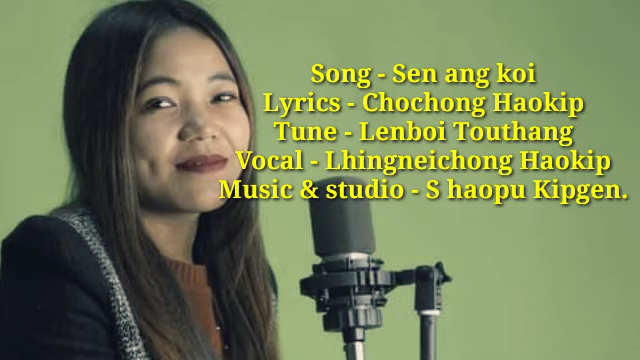 Song - Sen ang koi
Lyrics - Chochong Haokip
Tune - Lenboi Touthang
Vocal - Lhingneichong Haokip
Music & studio - S haopu Kipgen.